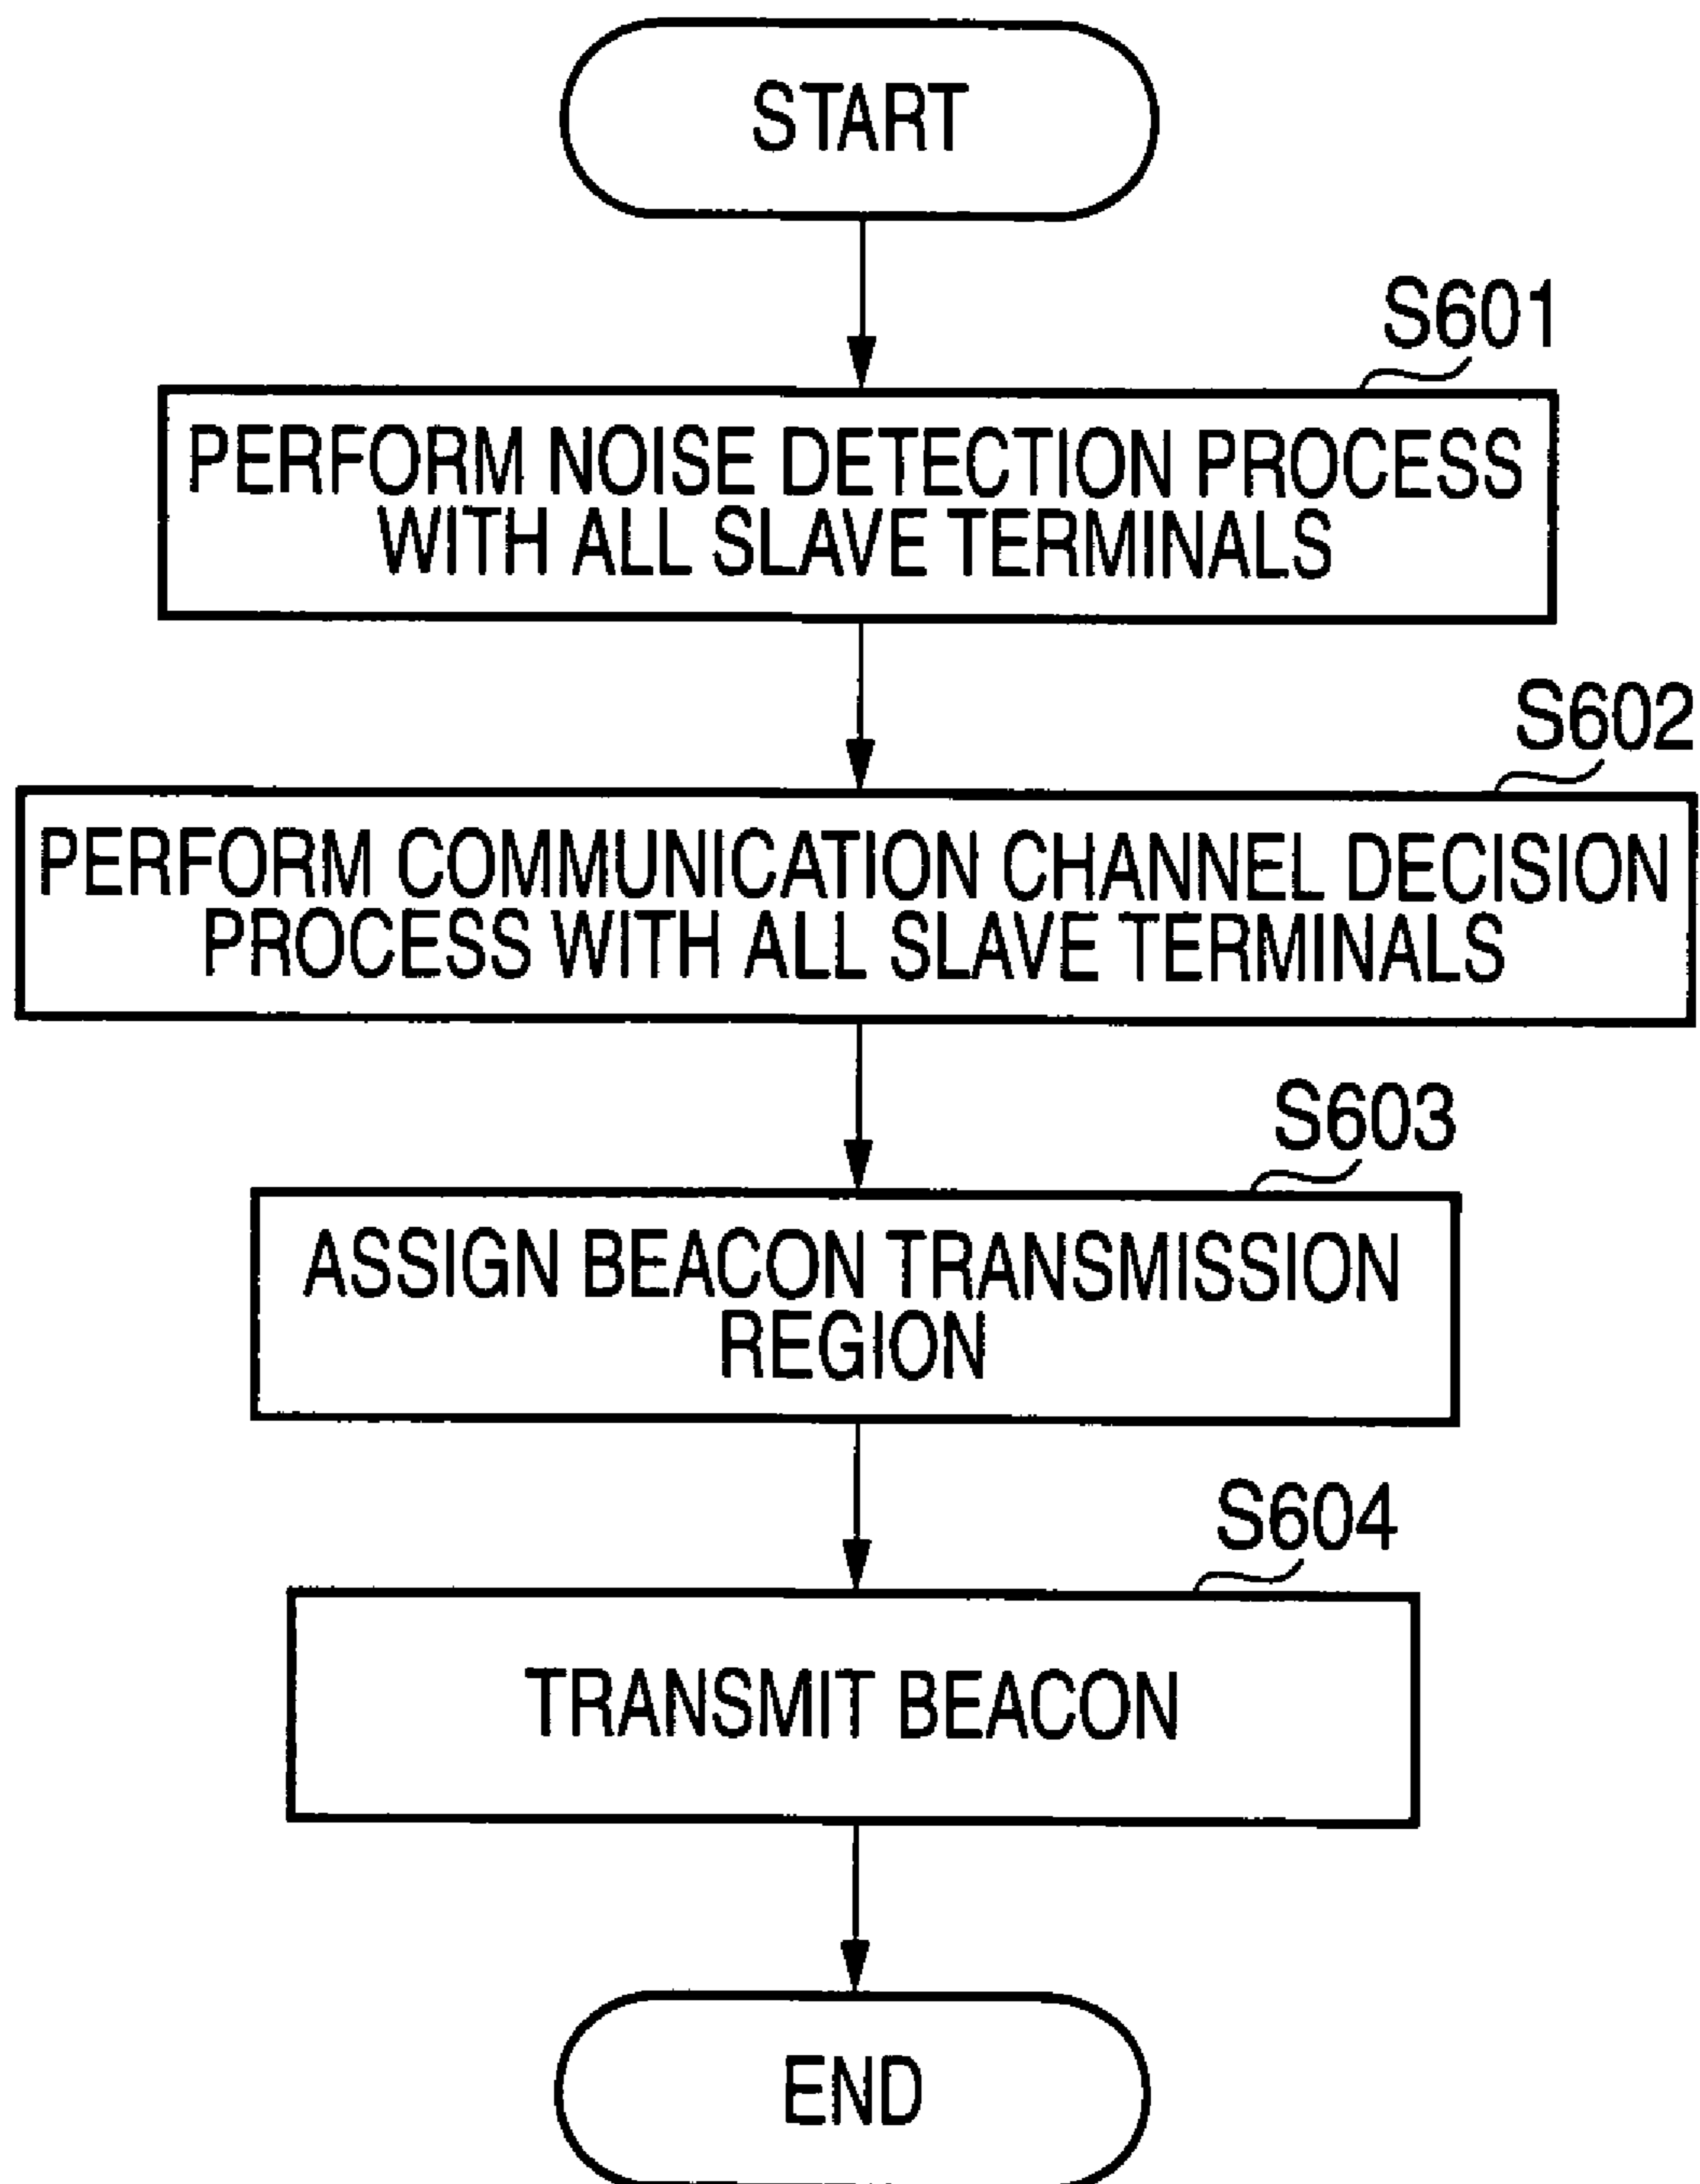 START
S601
PERFORM NOISE DETECTION PROCESS
WITH ALL SLAVE TERMINALS
S602
PERFORM COMMUNICATION CHANNEL DECISION
PROCESS WITH ALL SLAVE TERMINALS
S603
ASSIGN BEACON TRANSMISSION
REGION
S604
TRANSMIT BEACON
END